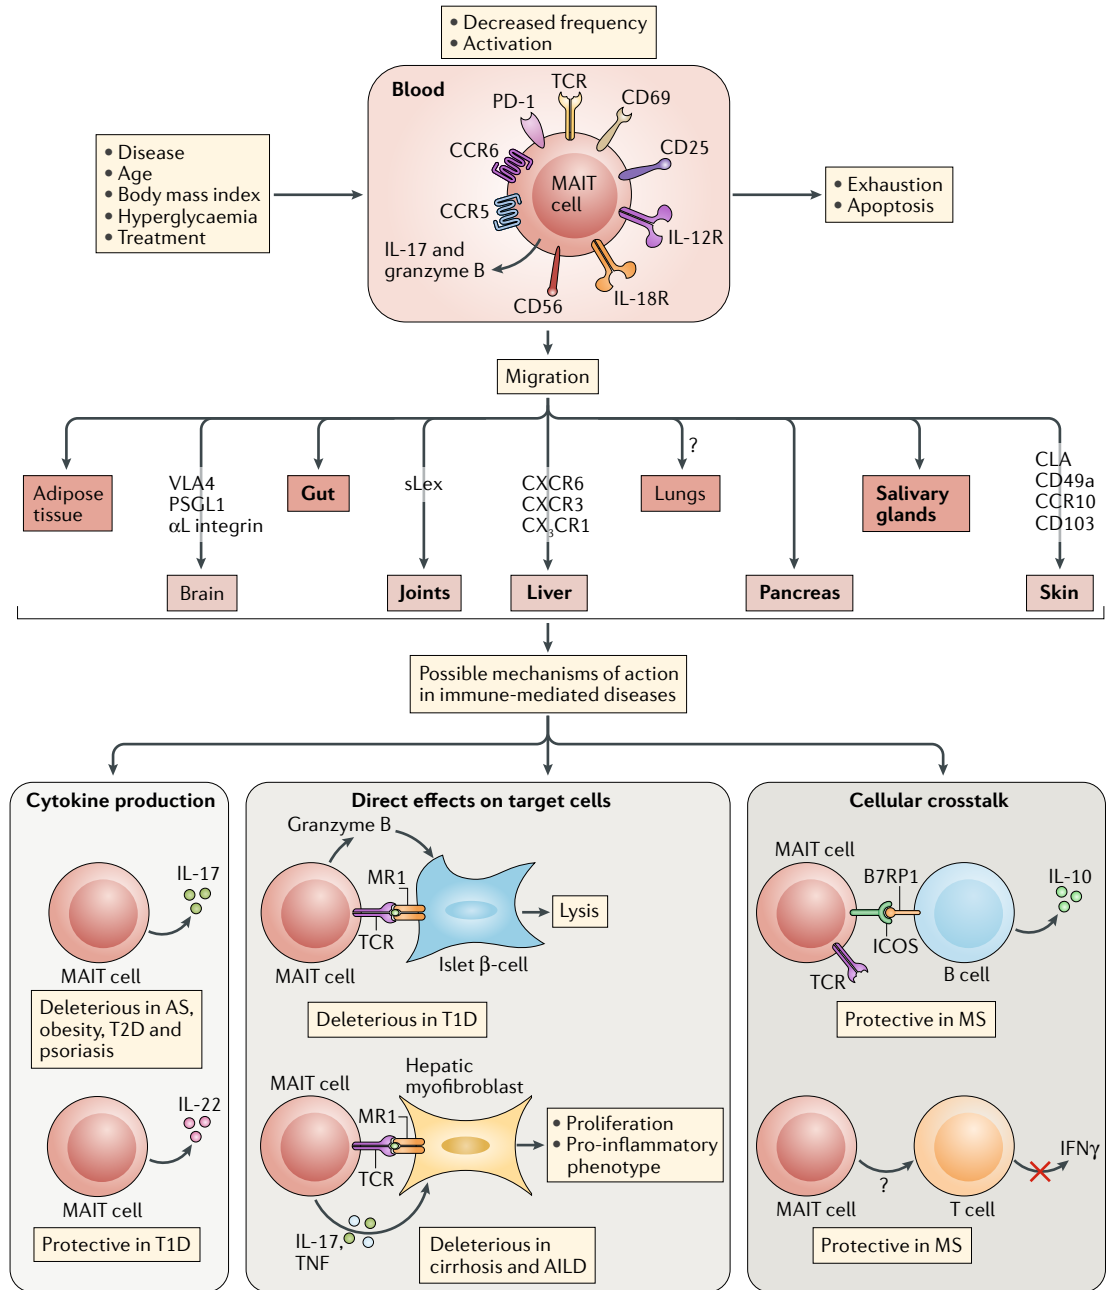 • Decreased frequency
• Activation
Blood
TCR
PD-1
CD69
CCR6
CD25
MAIT
cell
CCR5
IL-12R
IL-17 and
granzyme B
IL-18R
CD56
• Disease
• Age
• Body mass index
• Hyperglycaemia
• Treatment
• Exhaustion
• Apoptosis
Migration
?
Adipose
tissue
VLA4
PSGL1
αL integrin
Gut
sLex
CXCR6
CXCR3
CX₃CR1
Lungs
Salivary
glands
CLA
CD49a
CCR10
CD103
Brain
Joints
Liver
Pancreas
Skin
Possible mechanisms of action
in immune-mediated diseases
Cytokine production
IL-17
MAIT cell
Deleterious in AS,
obesity, T2D and
psoriasis
IL-22
MAIT cell
Protective in T1D
Direct effects on target cells
Granzyme B
MR1
TCR
MAIT cell
Islet β-cell
Lysis
Deleterious in T1D
MAIT cell
Hepatic
myofibroblast
MR1
TCR
• Proliferation
• Pro-inflammatory
phenotype
IL-17,
TNF
Deleterious in
cirrhosis and AILD
Cellular crosstalk
MAIT cell
B7RP1
IL-10
ICOS
TCR
B cell
Protective in MS
IFNγ
?
MAIT cell
T cell
Protective in MS